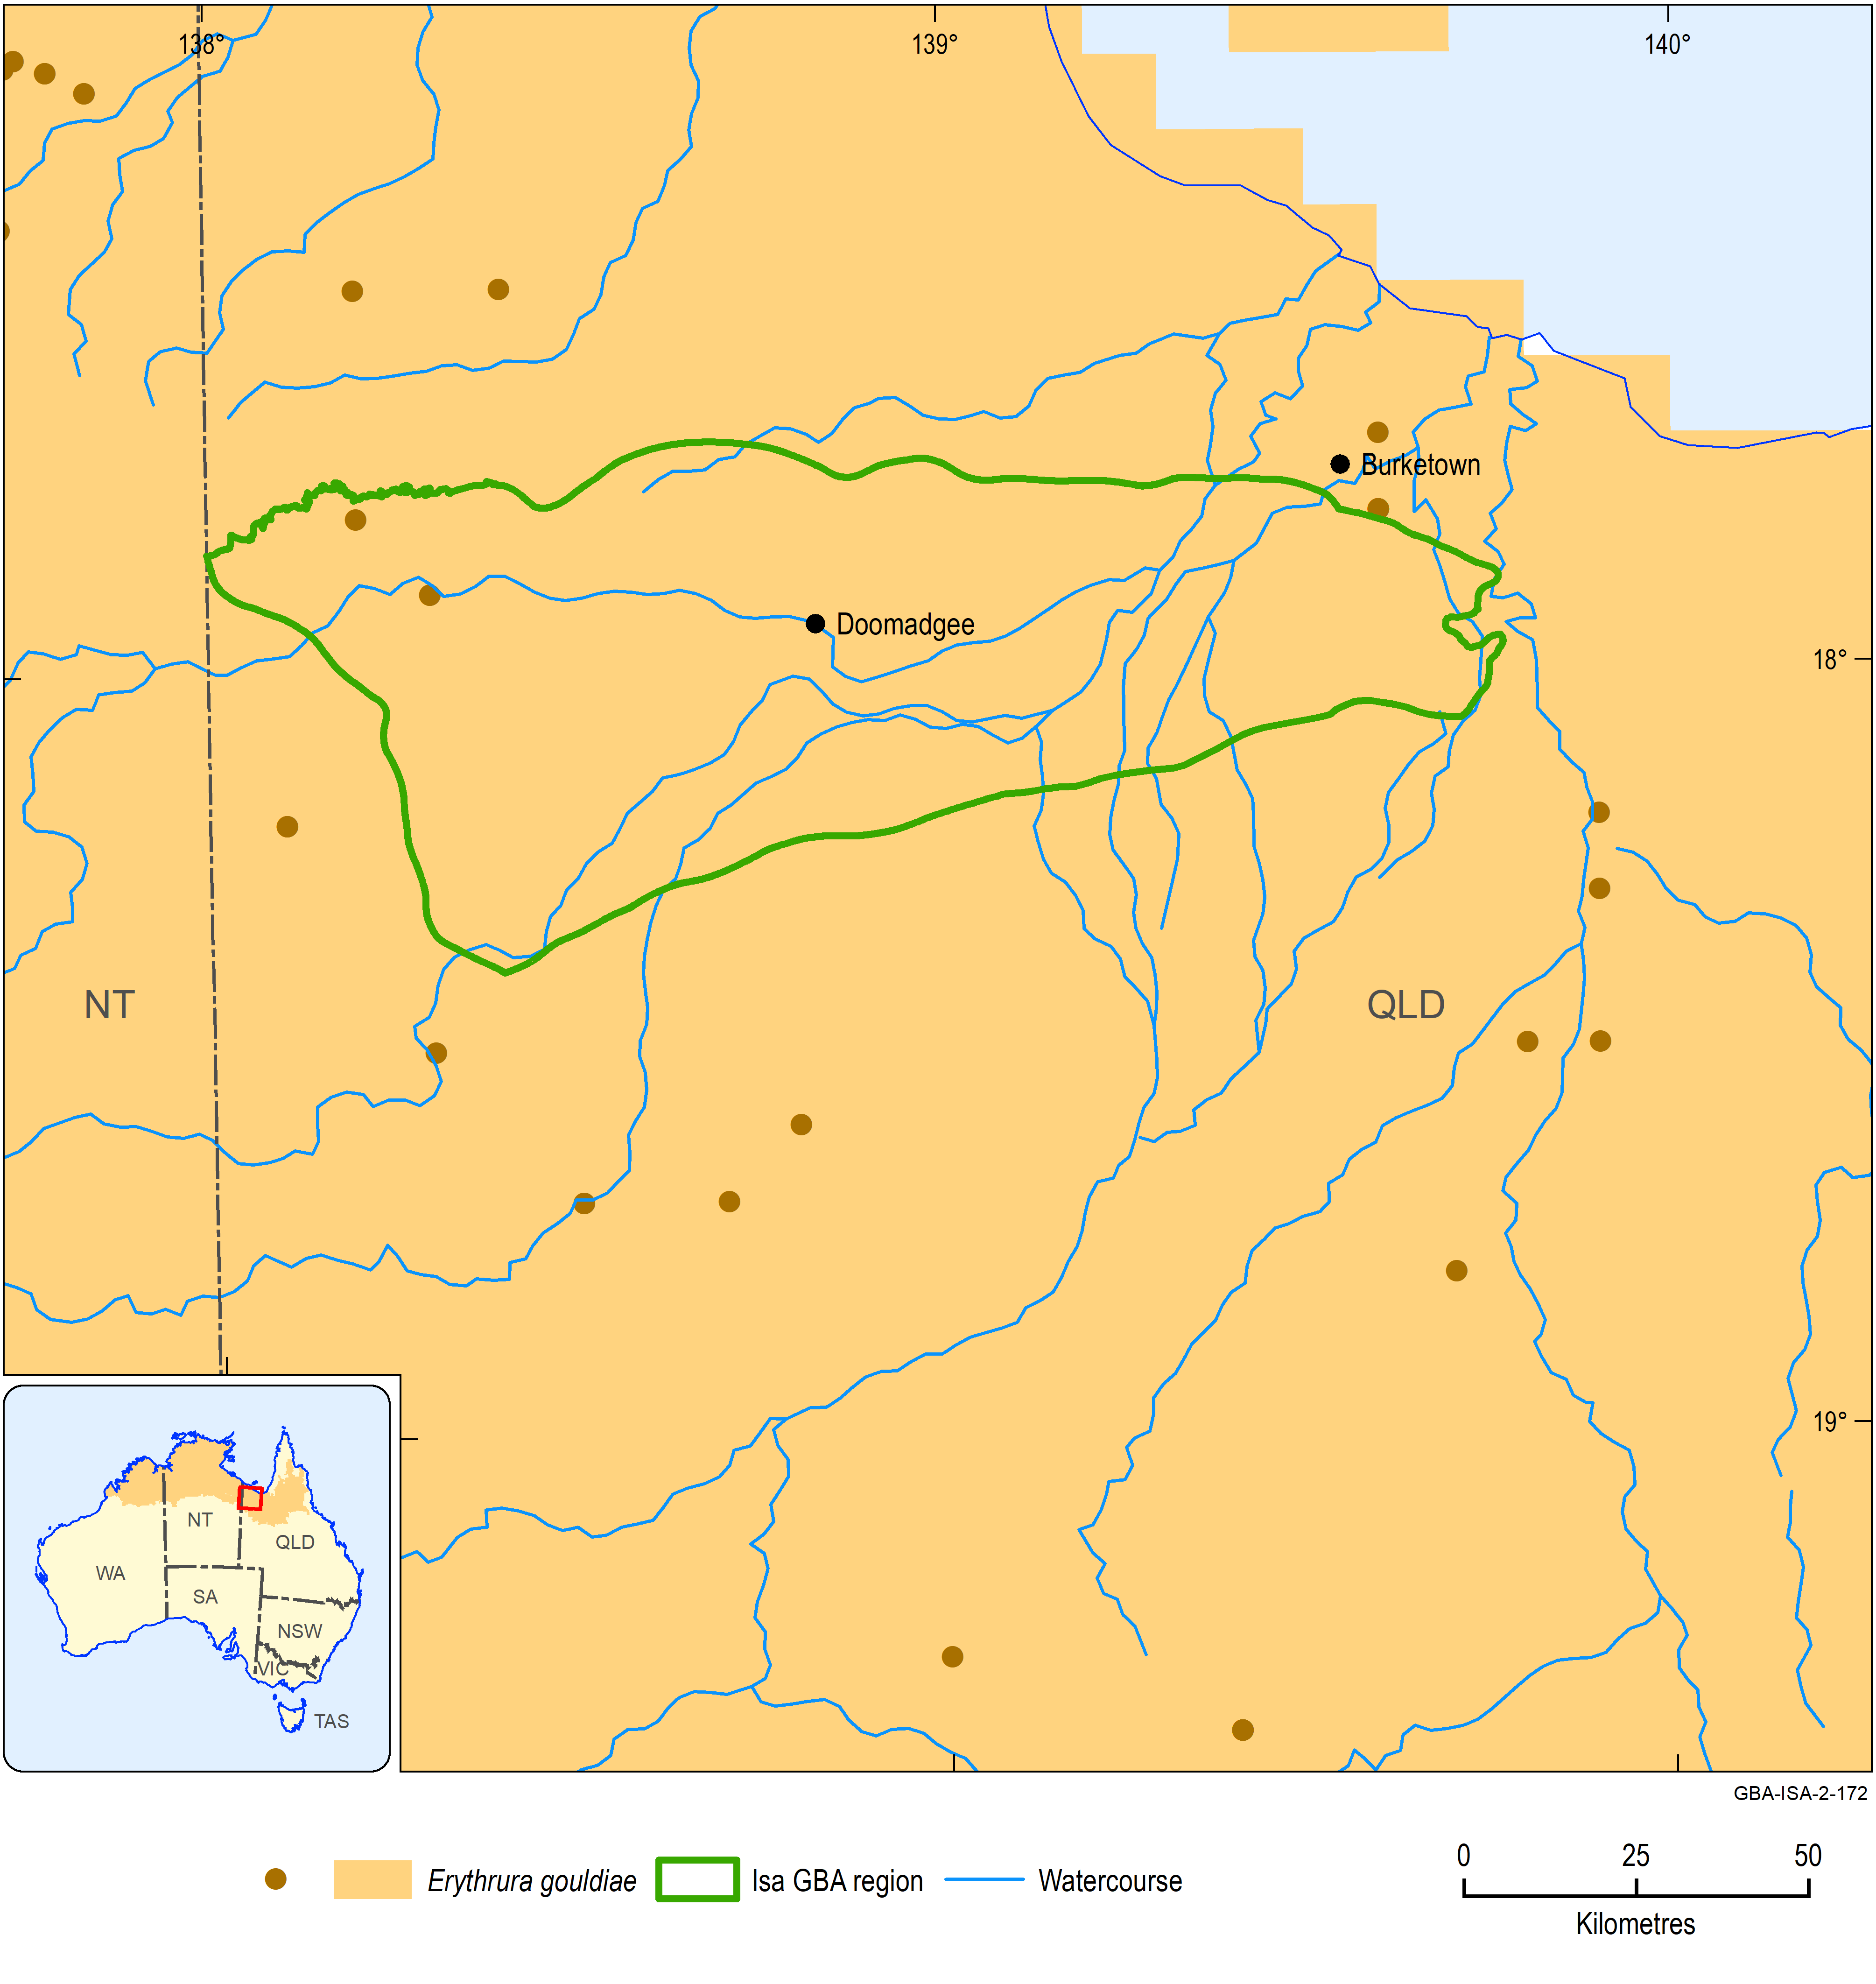 138°
139°
140°
Burketown
Doomadgee
18°
NT
QLD
19°
NT
QLD
WA
SA
NSW
VIC
TAS
GBA-ISA-2-172
Erythrura gouldiae
Isa GBA region
Watercourse
0 25 50
Kilometres